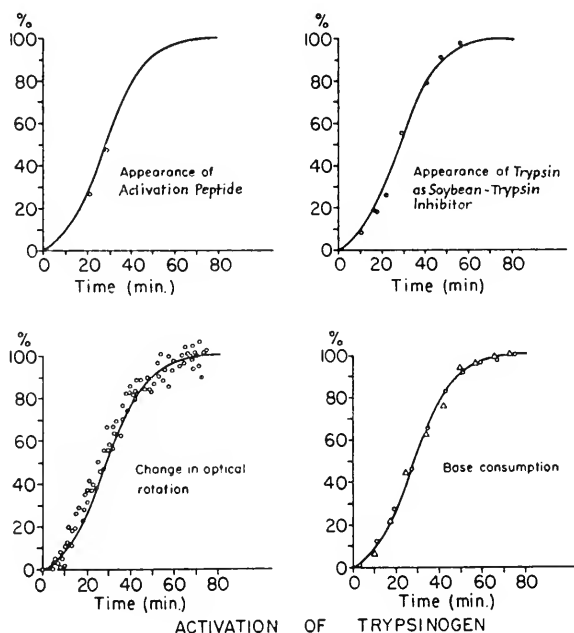 %
100
80
60
40
20
0
0 20 40 60 80
Time (min.)
Appearance of
Activation Peptide
%
100
80
60
40
20
0
0 20 40 60 80
Time (min.)
Appearance of Trypsin
as Soybean-Trypsin
Inhibitor
%
100
80
60
40
20
0
0 20 40 60 80
Time (min.)
Change in optical
rotation
%
100
80
60
40
20
0
0 20 40 60 80
Time (min.)
Base consumption
ACTIVATION OF TRYPSINOGEN